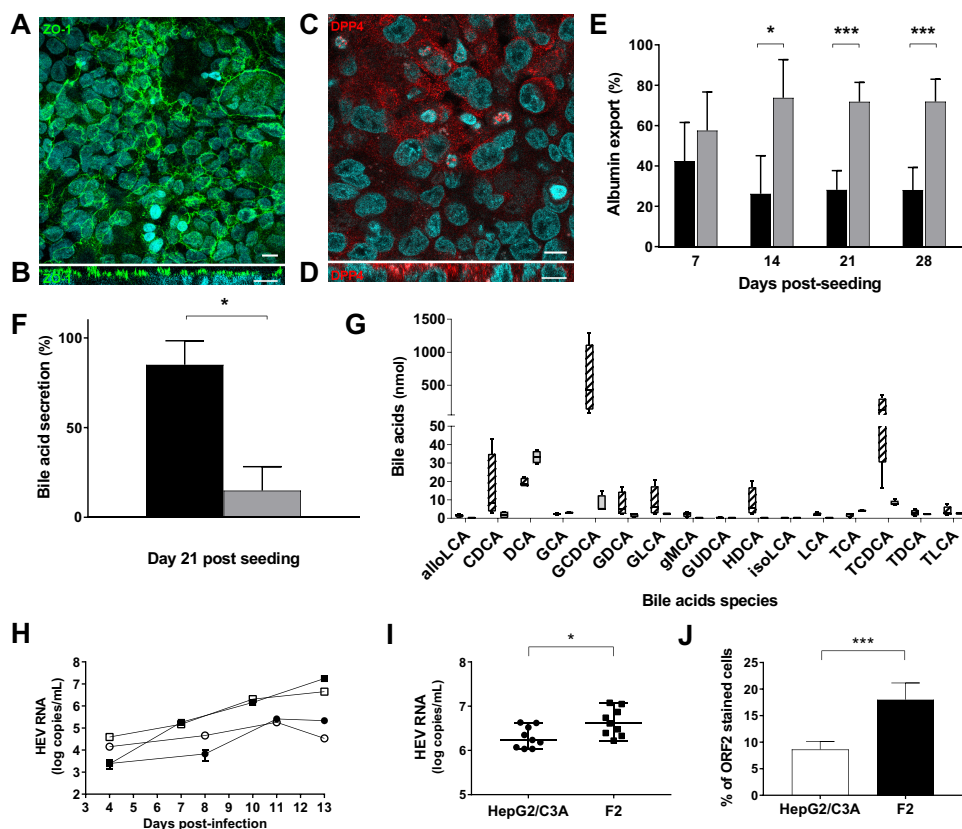 A
ZO-1
B
ZO-1
C
DPP4
D
DPP4
E
* *** ***
Albumin export (%)
100
80
60
40
20
0
7 14 21 28
Days post-seeding
F
*
Bile acid secretion (%)
100
50
0
Day 21 post seeding
G
Bile acids (nmol)
1500
1000
500
50
40
30
20
10
0
alloLCA CDCA DCA GCA GCDCA GDCA GLCA gMCA GUDCA HDCA isoLCA LCA TCA TCDCA TDCA TLCA
Bile acids species
H
HEV RNA
(log copies/mL)
8
7
6
5
4
3
2
3 4 5 6 7 8 9 10 11 12 13
Days post-infection
I
*
HEV RNA
(log copies/mL)
8
7
6
5
HepG2/C3A F2
J
***
% of ORF2 stained cells
25
20
15
10
5
0
HepG2/C3A F2